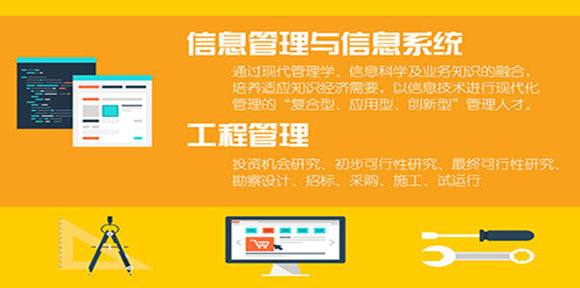 信息管理与信息系统
通过现代管理学、信息科学及业务知识的融合，
培养适应知识经济需要，以信息技术进行现代化
管理的“复合型、应用型、创新型”管理人才。
工程管理
投资机会研究、初步可行性研究、最终可行性研究、
勘察设计、招标、采购、施工、试运行